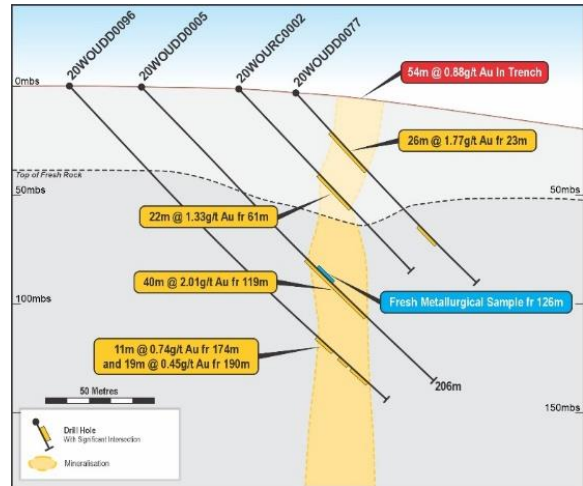 20WOUDD0096
20WOUDD0005
20WOURC0002
20WOUDD0077
54m @ 0.88g/t Au In Trench
0mbs
26m @ 1.77g/t Au fr 23m
Top of Fresh Rock
50mbs
50mbs
22m @ 1.33g/t Au fr 61m
40m @ 2.01g/t Au fr 119m
Fresh Metallurgical Sample fr 126m
100mbs
11m @ 0.74g/t Au fr 174m
and 19m @ 0.45g/t Au fr 190m
206m
50 Metres
150mbs
Drill Hole
With Significant Intersection
Mineralisation